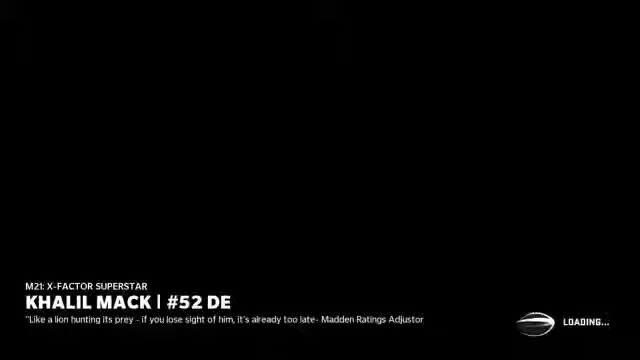 M21: X-FACTOR SUPERSTAR
KHALIL MACK | #52 DE
"Like a lion hunting its prey - if you lose sight of him, it's already too late- Madden Ratings Adjustor
LOADING...